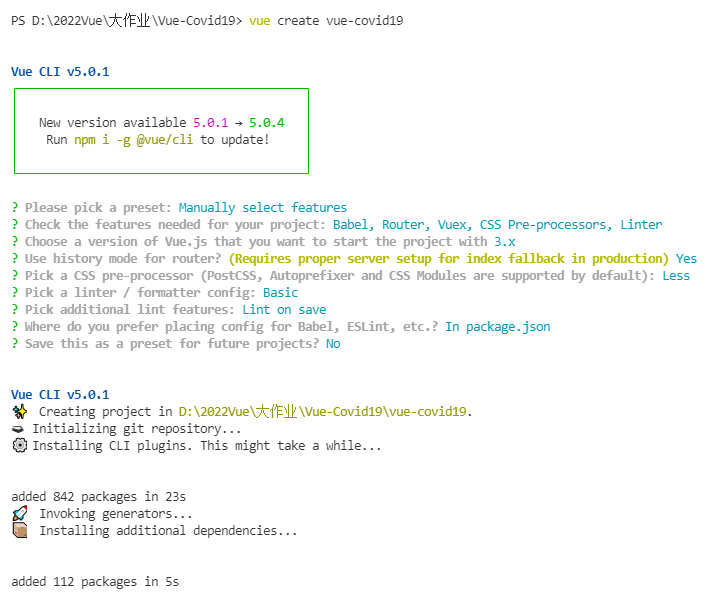 PS D:\2022Vue\大作业\Vue-Covid19> vue create vue-covid19
Vue CLI v5.0.1
New version available 5.0.1 → 5.0.4
Run npm i -g @vue/cli to update!
? Please pick a preset: Manually select features
? Check the features needed for your project: Babel, Router, Vuex, CSS Pre-processors, Linter
? Choose a version of Vue.js that you want to start the project with 3.x
? Use history mode for router? (Requires proper server setup for index fallback in production) Yes
? Pick a CSS pre-processor (PostCSS, Autoprefixer and CSS Modules are supported by default): Less
? Pick a linter / formatter config: Basic
? Pick additional lint features: Lint on save
? Where do you prefer placing config for Babel, ESLint, etc.? In package.json
? Save this as a preset for future projects? No
Vue CLI v5.0.1
✨ Creating project in D:\2022Vue\大作业\Vue-Covid19\vue-covid19.
Initializing git repository...
⚙ Installing CLI plugins. This might take a while...
added 842 packages in 23s
🚀 Invoking generators...
📦 Installing additional dependencies...
added 112 packages in 5s